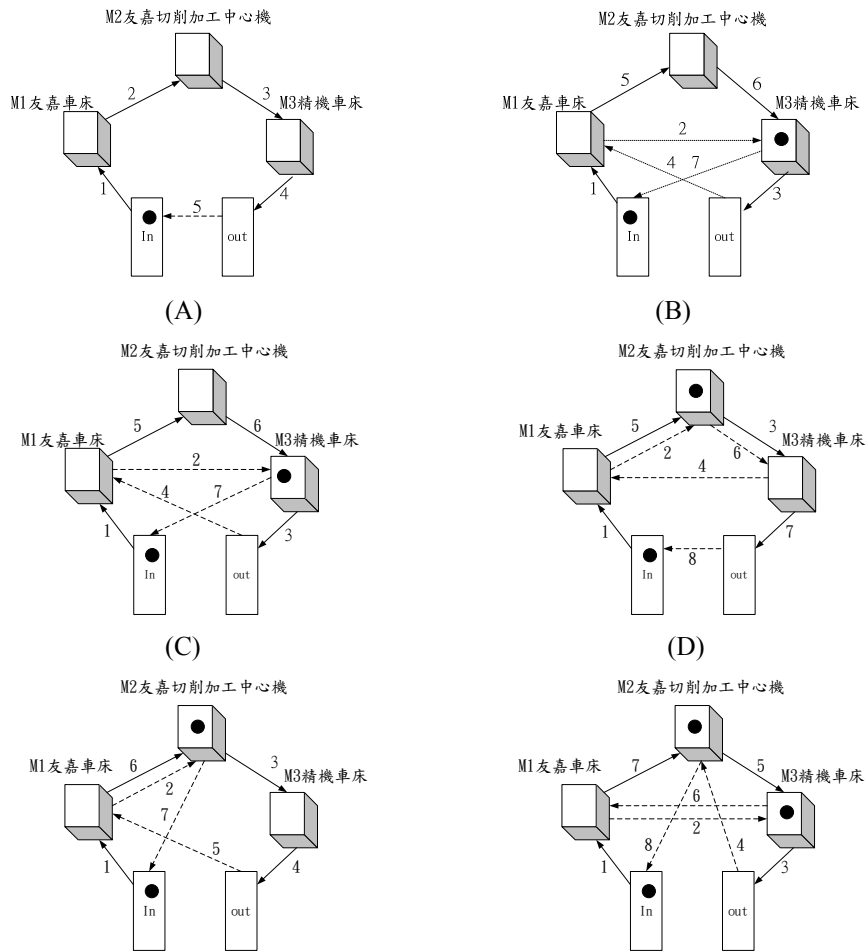 M2友嘉切削加工中心機
M1友嘉車床
2
3
M3精機車床
1
4
5
In
out
(A)
M2友嘉切削加工中心機
M1友嘉車床
5
6
M3精機車床
2
4
7
1
3
In
out
(B)
M2友嘉切削加工中心機
M1友嘉車床
5
6
M3精機車床
2
4
7
1
3
In
out
(C)
M2友嘉切削加工中心機
M1友嘉車床
5
3
M3精機車床
2
6
4
1
7
8
In
out
(D)
M2友嘉切削加工中心機
M1友嘉車床
6
3
M3精機車床
2
7
5
1
4
In
out
M2友嘉切削加工中心機
M1友嘉車床
7
5
M3精機車床
6
2
8
4
1
3
In
out